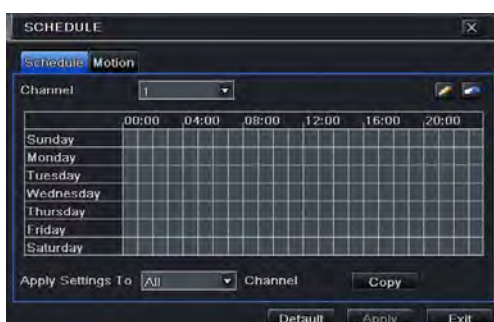 SCHEDULE
Schedule Motion
Channel 1
00:00 04:00 08:00 12:00 16:00 20:00
Sunday
Monday
Tuesday
Wednesday
Thursday
Friday
Saturday
Apply Settings To All Channel Copy
Default Apply Exit